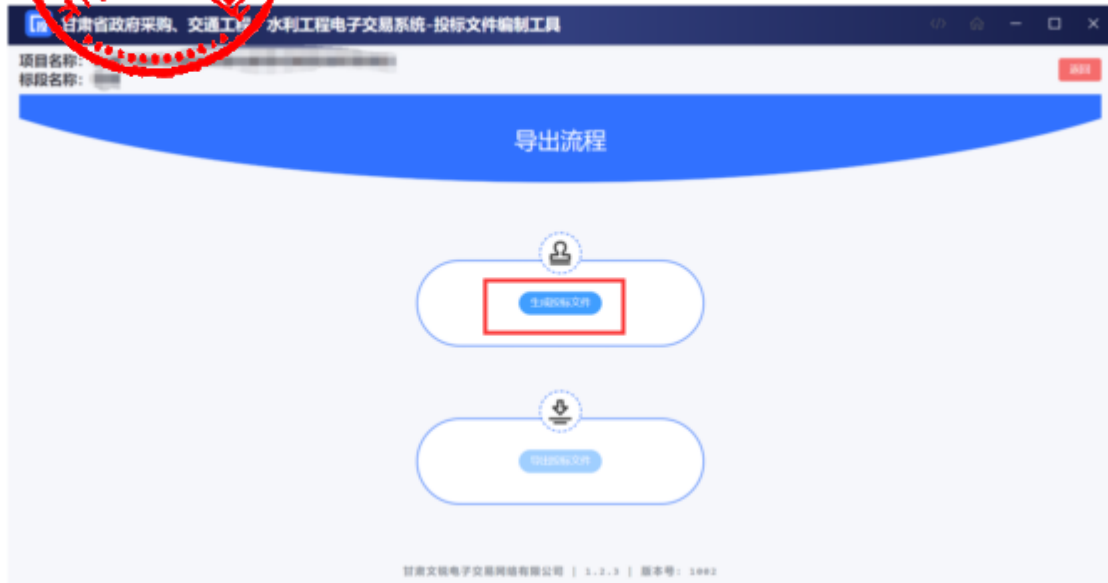 甘肃省政府采购、交通工程、水利工程电子交易系统-投标文件编制工具
项目名称:
标段名称:
返回
导出流程
生成投标文件
导出投标文件
甘肃文锐电子交易网络有限公司 | 1.2.3 | 版本号: 1002